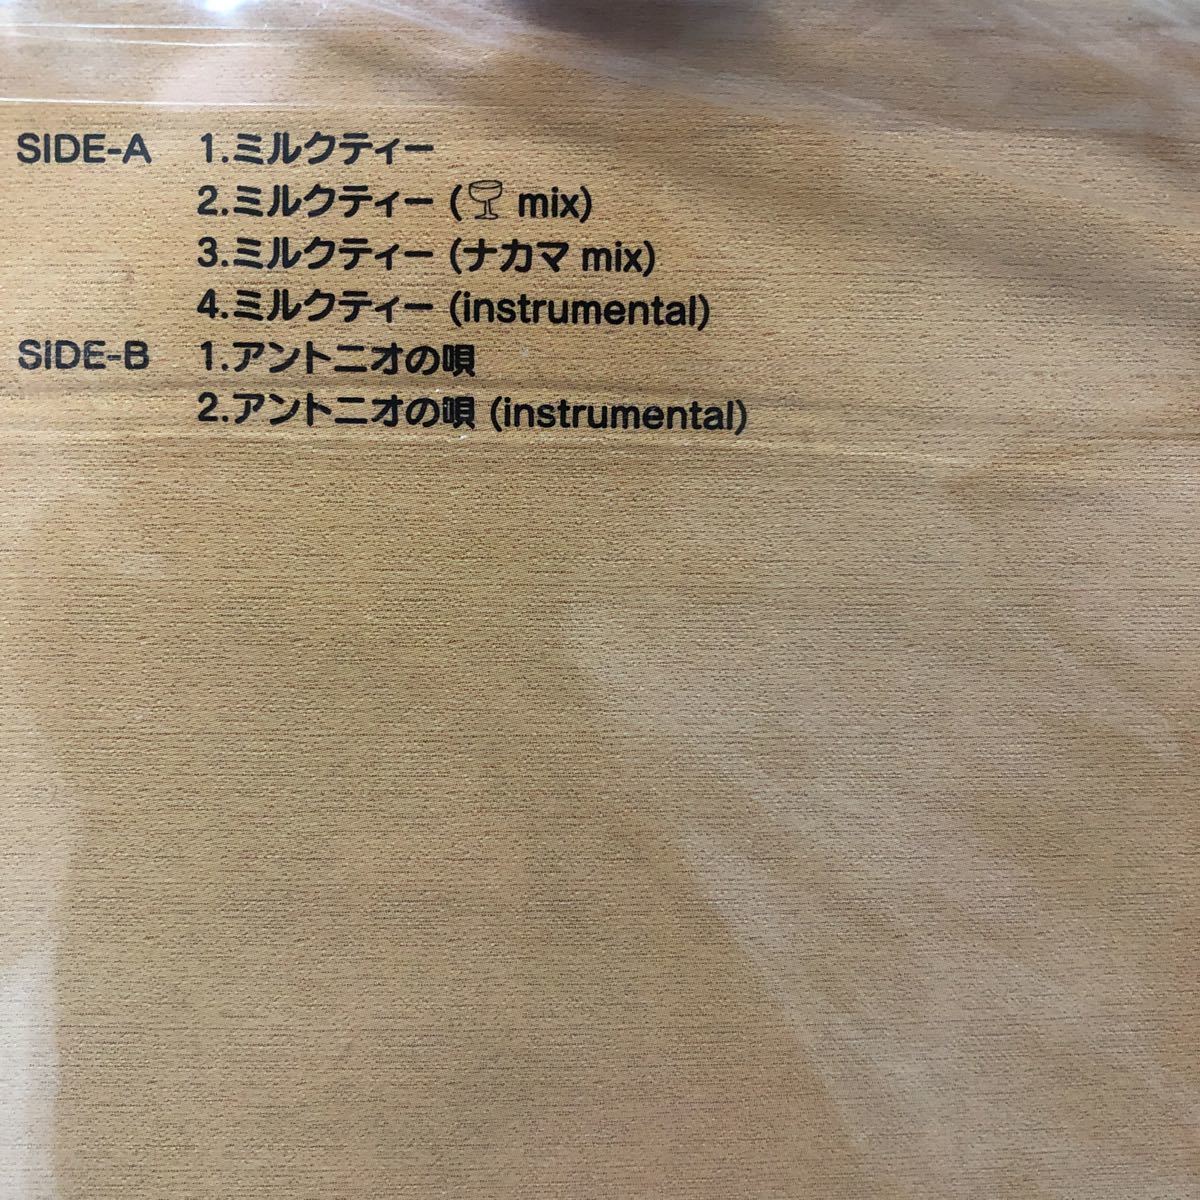 SIDE-A 1.ミルクティー
2.ミルクティー ( mix)
3.ミルクティー (ナカマ mix)
4.ミルクティー (instrumental)
SIDE-B 1.アントニオの唄
2.アントニオの唄 (instrumental)